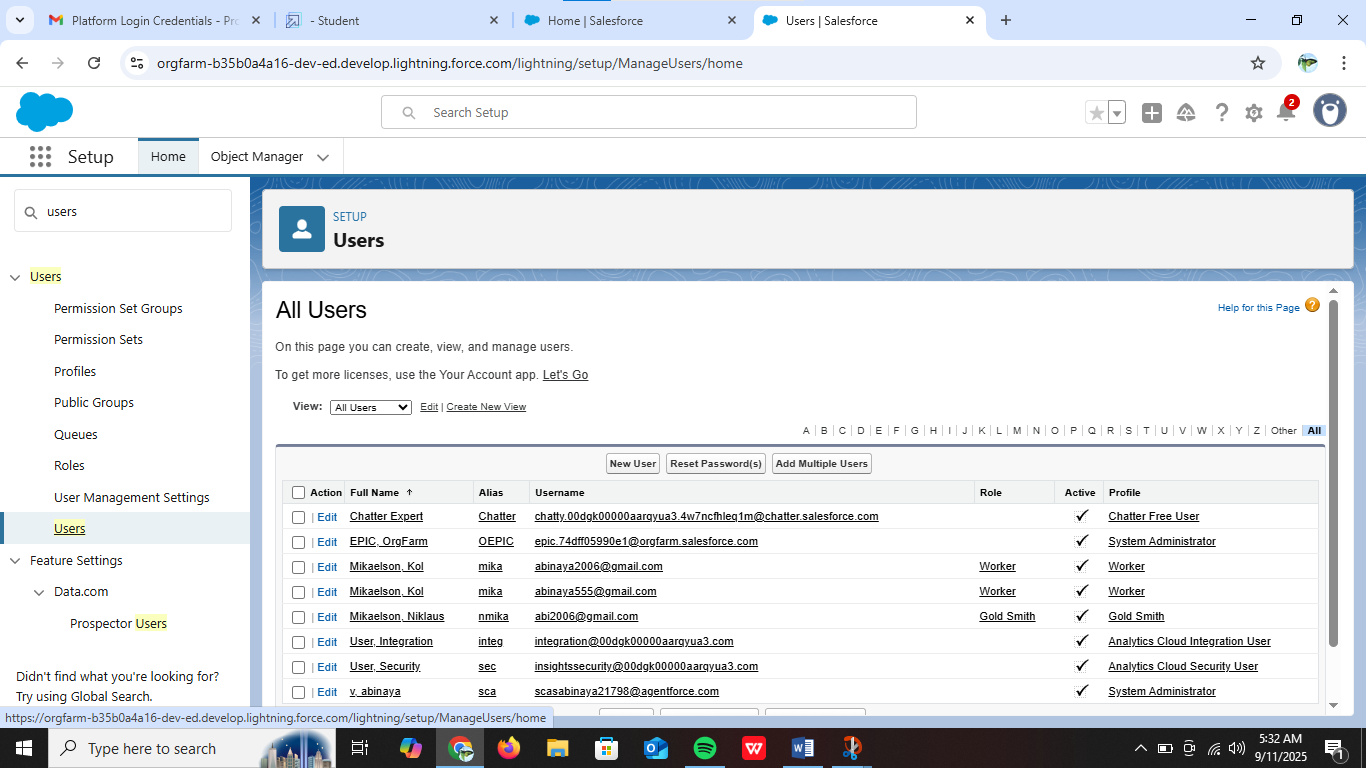 Platform Login Credentials - Pro
- Student
Home | Salesforce
Users | Salesforce
orgfarm-b35b0a4a16-dev-ed.develop.lightning.force.com/lightning/setup/ManageUsers/home
Search Setup
2
Setup
Home
Object Manager
users
Users
Permission Set Groups
Permission Sets
Profiles
Public Groups
Queues
Roles
User Management Settings
Users
Feature Settings
Data.com
Prospector Users
Didn't find what you're looking for?
Try using Global Search.
SETUP
Users
All Users
Help for this Page ?
On this page you can create, view, and manage users.
To get more licenses, use the Your Account app. Let's Go
View: All Users Edit | Create New View
A | B | C | D | E | F | G | H | I | J | K | L | M | N | O | P | Q | R | S | T | U | V | W | X | Y | Z | Other All
New User Reset Password(s) Add Multiple Users
Action Full Name ↑ Alias Username Role Active Profile
| Edit Chatter Expert Chatter chatty.00dgk00000aarqyua3.4w7ncfhleq1m@chatter.salesforce.com ✓ Chatter Free User
| Edit EPIC, OrgFarm OEPIC epic.74dff05990e1@orgfarm.salesforce.com ✓ System Administrator
| Edit Mikaelson, Kol mika abinaya2006@gmail.com Worker ✓ Worker
| Edit Mikaelson, Kol mika abinaya555@gmail.com Worker ✓ Worker
| Edit Mikaelson, Niklaus nmika abi2006@gmail.com Gold Smith ✓ Gold Smith
| Edit User, Integration integ integration@00dgk00000aarqyua3.com ✓ Analytics Cloud Integration User
| Edit User, Security sec insightssecurity@00dgk00000aarqyua3.com ✓ Analytics Cloud Security User
| Edit v, abinaya sca scasabinaya21798@agentforce.com ✓ System Administrator
https://orgfarm-b35b0a4a16-dev-ed.develop.lightning.force.com/lightning/setup/ManageUsers/home
Type here to search
5:32 AM
9/11/2025
1